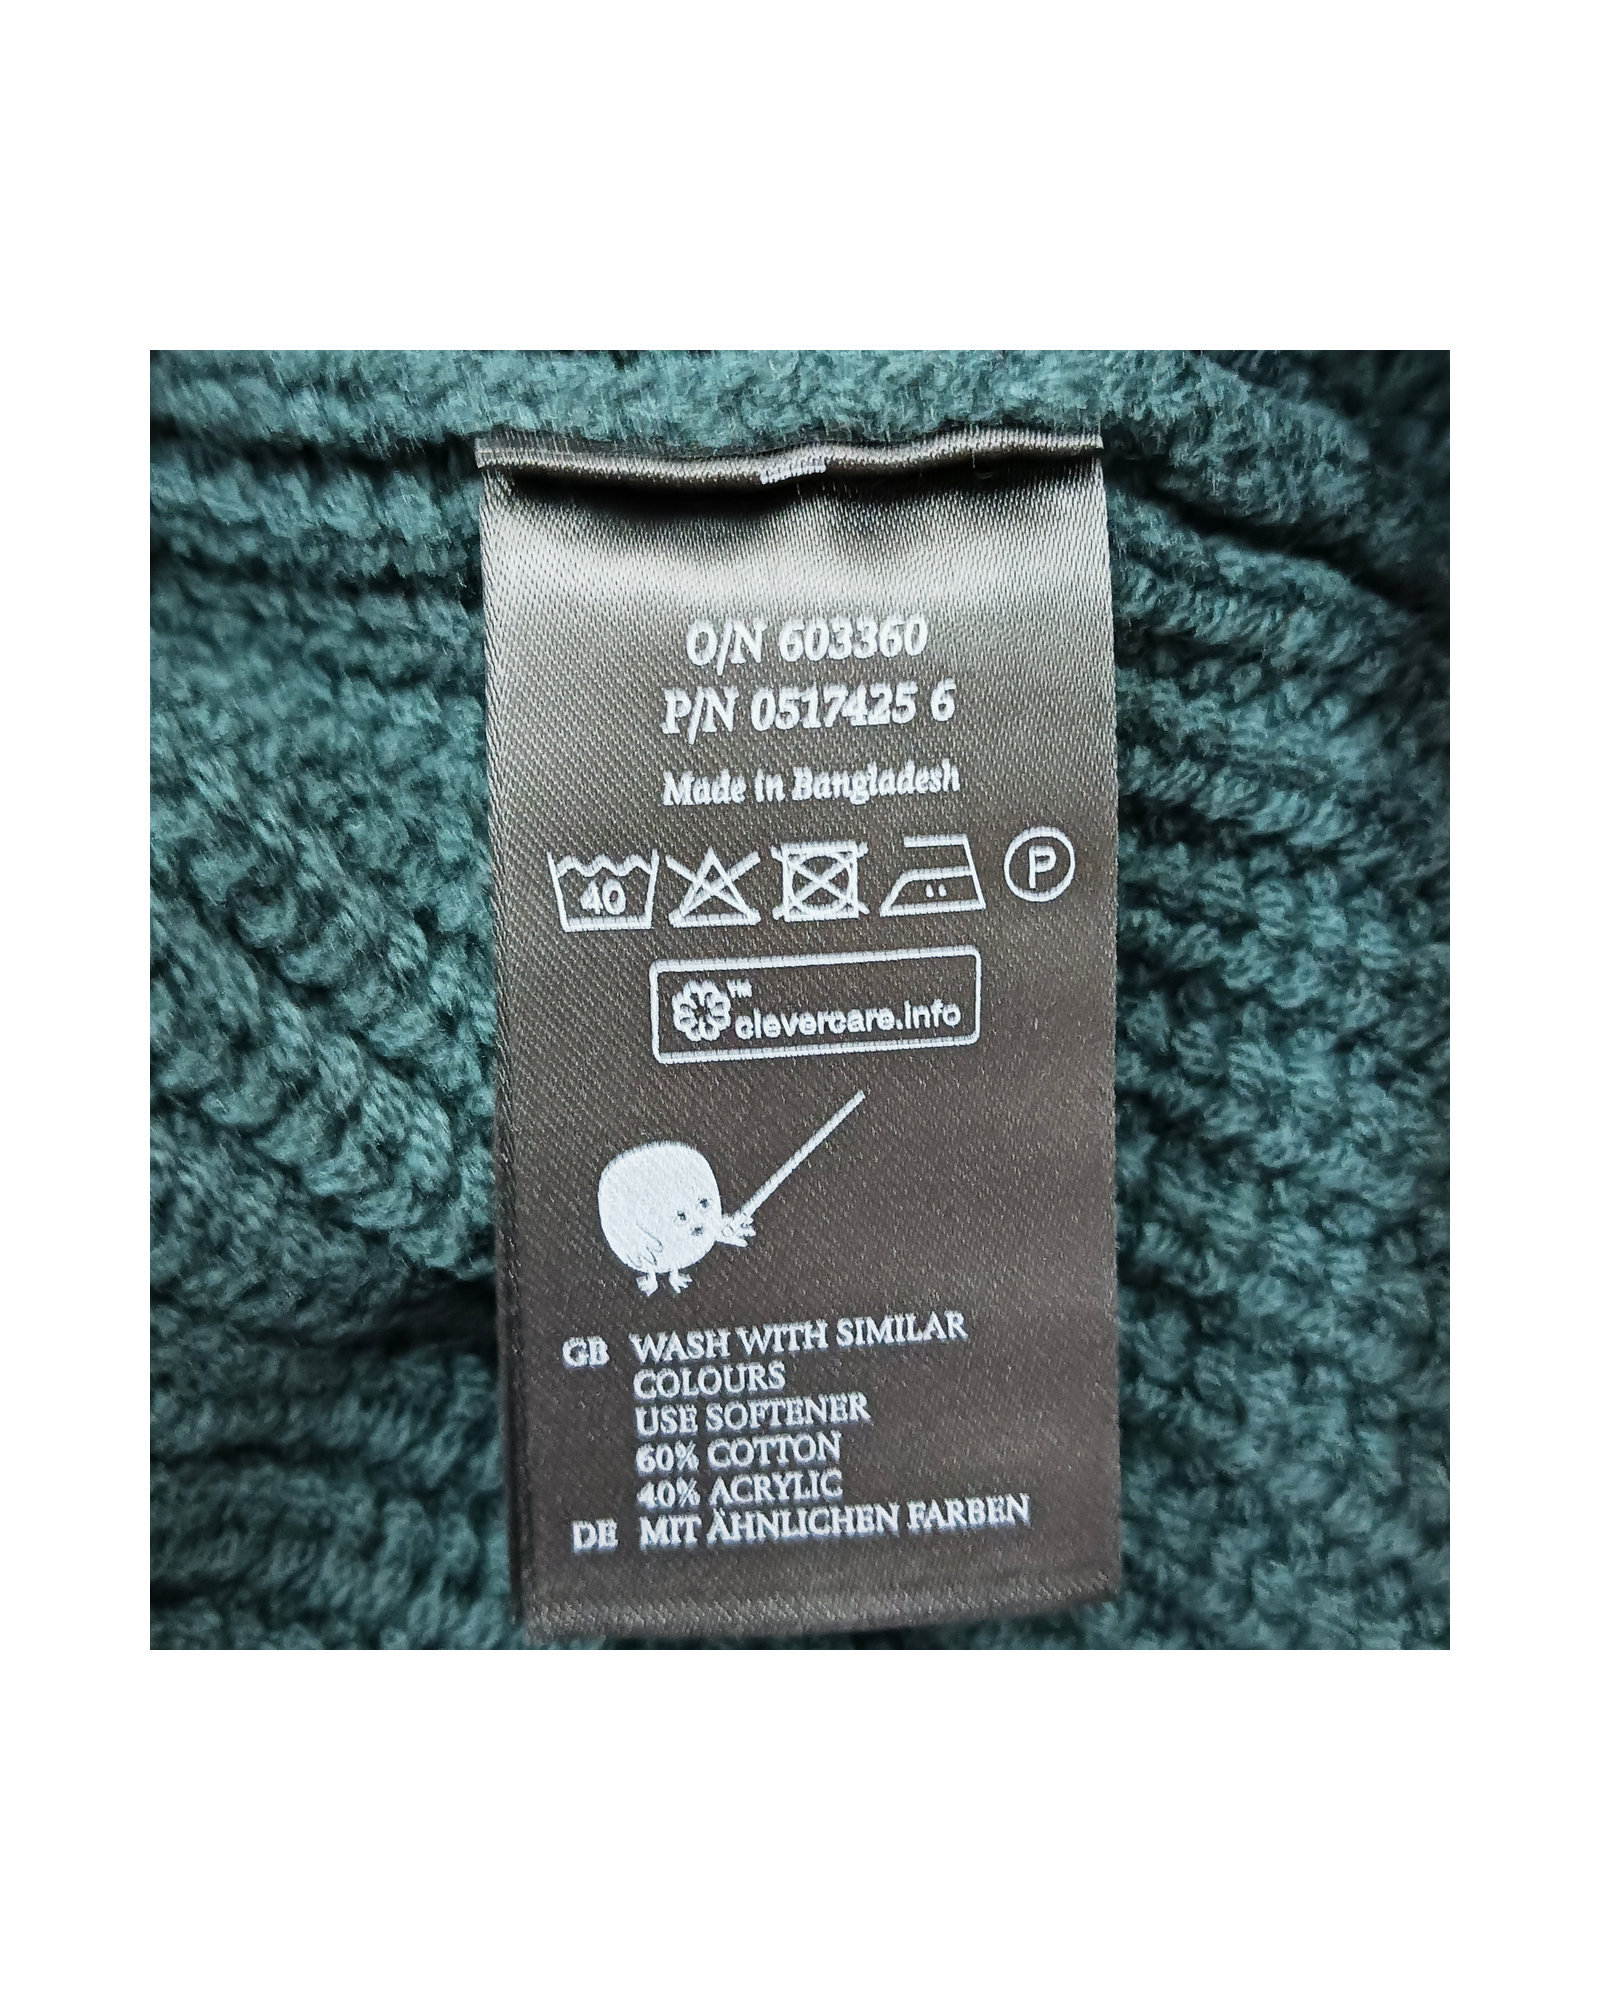 O/N 603360
P/N 0517425 6
Made in Bangladesh
40 P
TM
clevercare.info
GB WASH WITH SIMILAR
COLOURS
USE SOFTENER
60% COTTON
40% ACRYLIC
DE MIT ÄHNLICHEN FARBEN